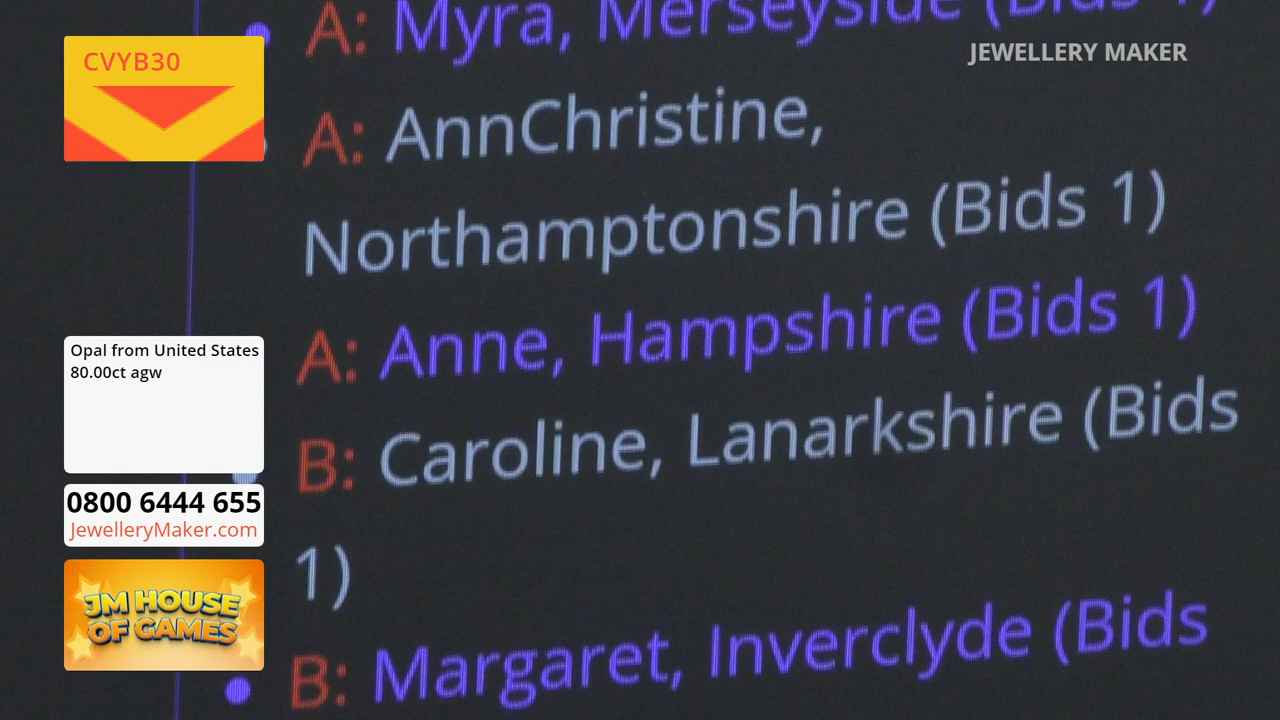 A: Myra, Merseyside (Bids 1)
CVYB30
JEWELLERY MAKER
A: AnnChristine,
Northamptonshire (Bids 1)
A: Anne, Hampshire (Bids 1)
Opal from United States
80.00ct agw
B: Caroline, Lanarkshire (Bids
1)
0800 6444 655
JewelleryMaker.com
JM HOUSE
OF GAMES
B: Margaret, Inverclyde (Bids